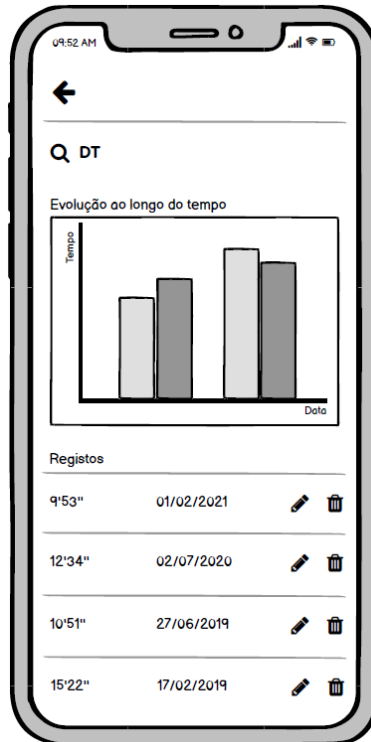 09:52 AM
DT
Evolução ao longo do tempo
Tempo
Data
Registos
9'53" 01/02/2021
12'34" 02/07/2020
10'51" 27/06/2019
15'22" 17/02/2019